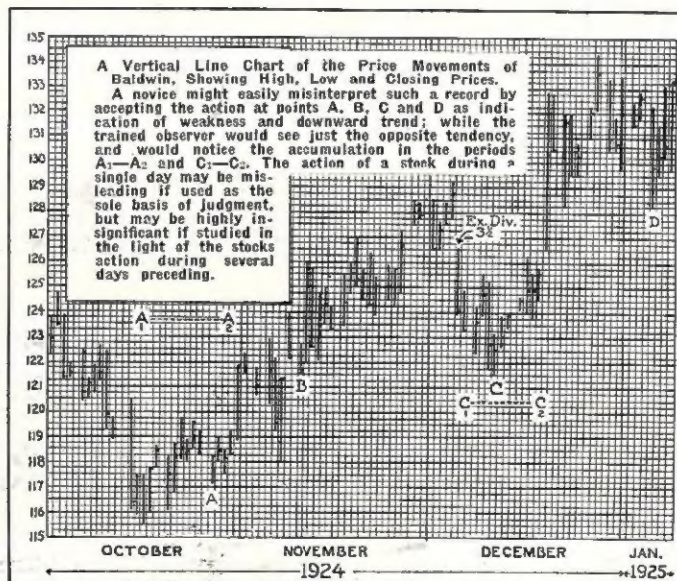 135
134
133
132
131
130
129
128
127
126
125
124
123
122
121
120
119
118
117
116
115
A Vertical Line Chart of the Price Movements of
Baldwin, Showing High, Low and Closing Prices.
A novice might easily misinterpret such a record by
accepting the action at points A, B, C and D as indi-
cation of weakness and downward trend; while the
trained observer would see just the opposite tendency,
and would notice the accumulation in the periods
A1—A2 and C1—C2. The action of a stock during a
single day may be mis-
leading if used as the
sole basis of judgment,
but may be highly in-
significant if studied in
the light of the stocks
action during several
days preceding.
Ex. Div.
3½
D
A1 A2
B
C
C1 C2
A
OCTOBER NOVEMBER DECEMBER JAN.
1924 1925